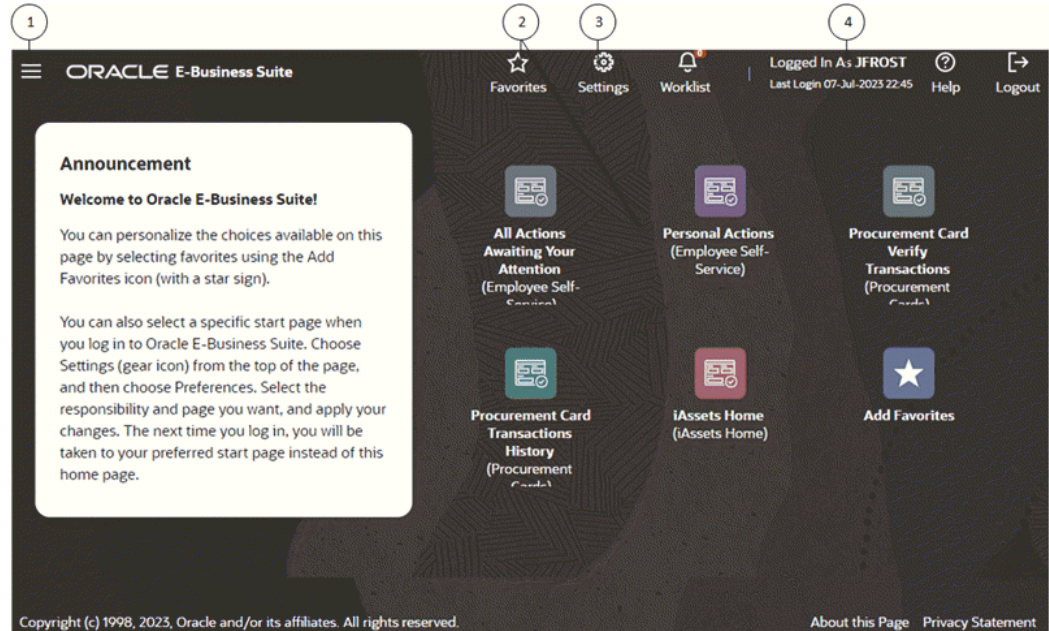 1
2
3
4
ORACLE E-Business Suite
Favorites
Settings
Worklist
0
Logged In As JFROST
Last Login 07-Jul-2023 22:45
Help
Logout
Announcement
Welcome to Oracle E-Business Suite!
You can personalize the choices available on this
page by selecting favorites using the Add
Favorites icon (with a star sign).
You can also select a specific start page when
you log in to Oracle E-Business Suite. Choose
Settings (gear icon) from the top of the page,
and then choose Preferences. Select the
responsibility and page you want, and apply your
changes. The next time you log in, you will be
taken to your preferred start page instead of this
home page.
All Actions
Awaiting Your
Attention
(Employee Self-
Service)
Personal Actions
(Employee Self-
Service)
Procurement Card
Verify
Transactions
(Procurement
Cards)
Procurement Card
Transactions
History
(Procurement
Cards)
iAssets Home
(iAssets Home)
Add Favorites
Copyright (c) 1998, 2023, Oracle and/or its affiliates. All rights reserved.
About this Page
Privacy Statement